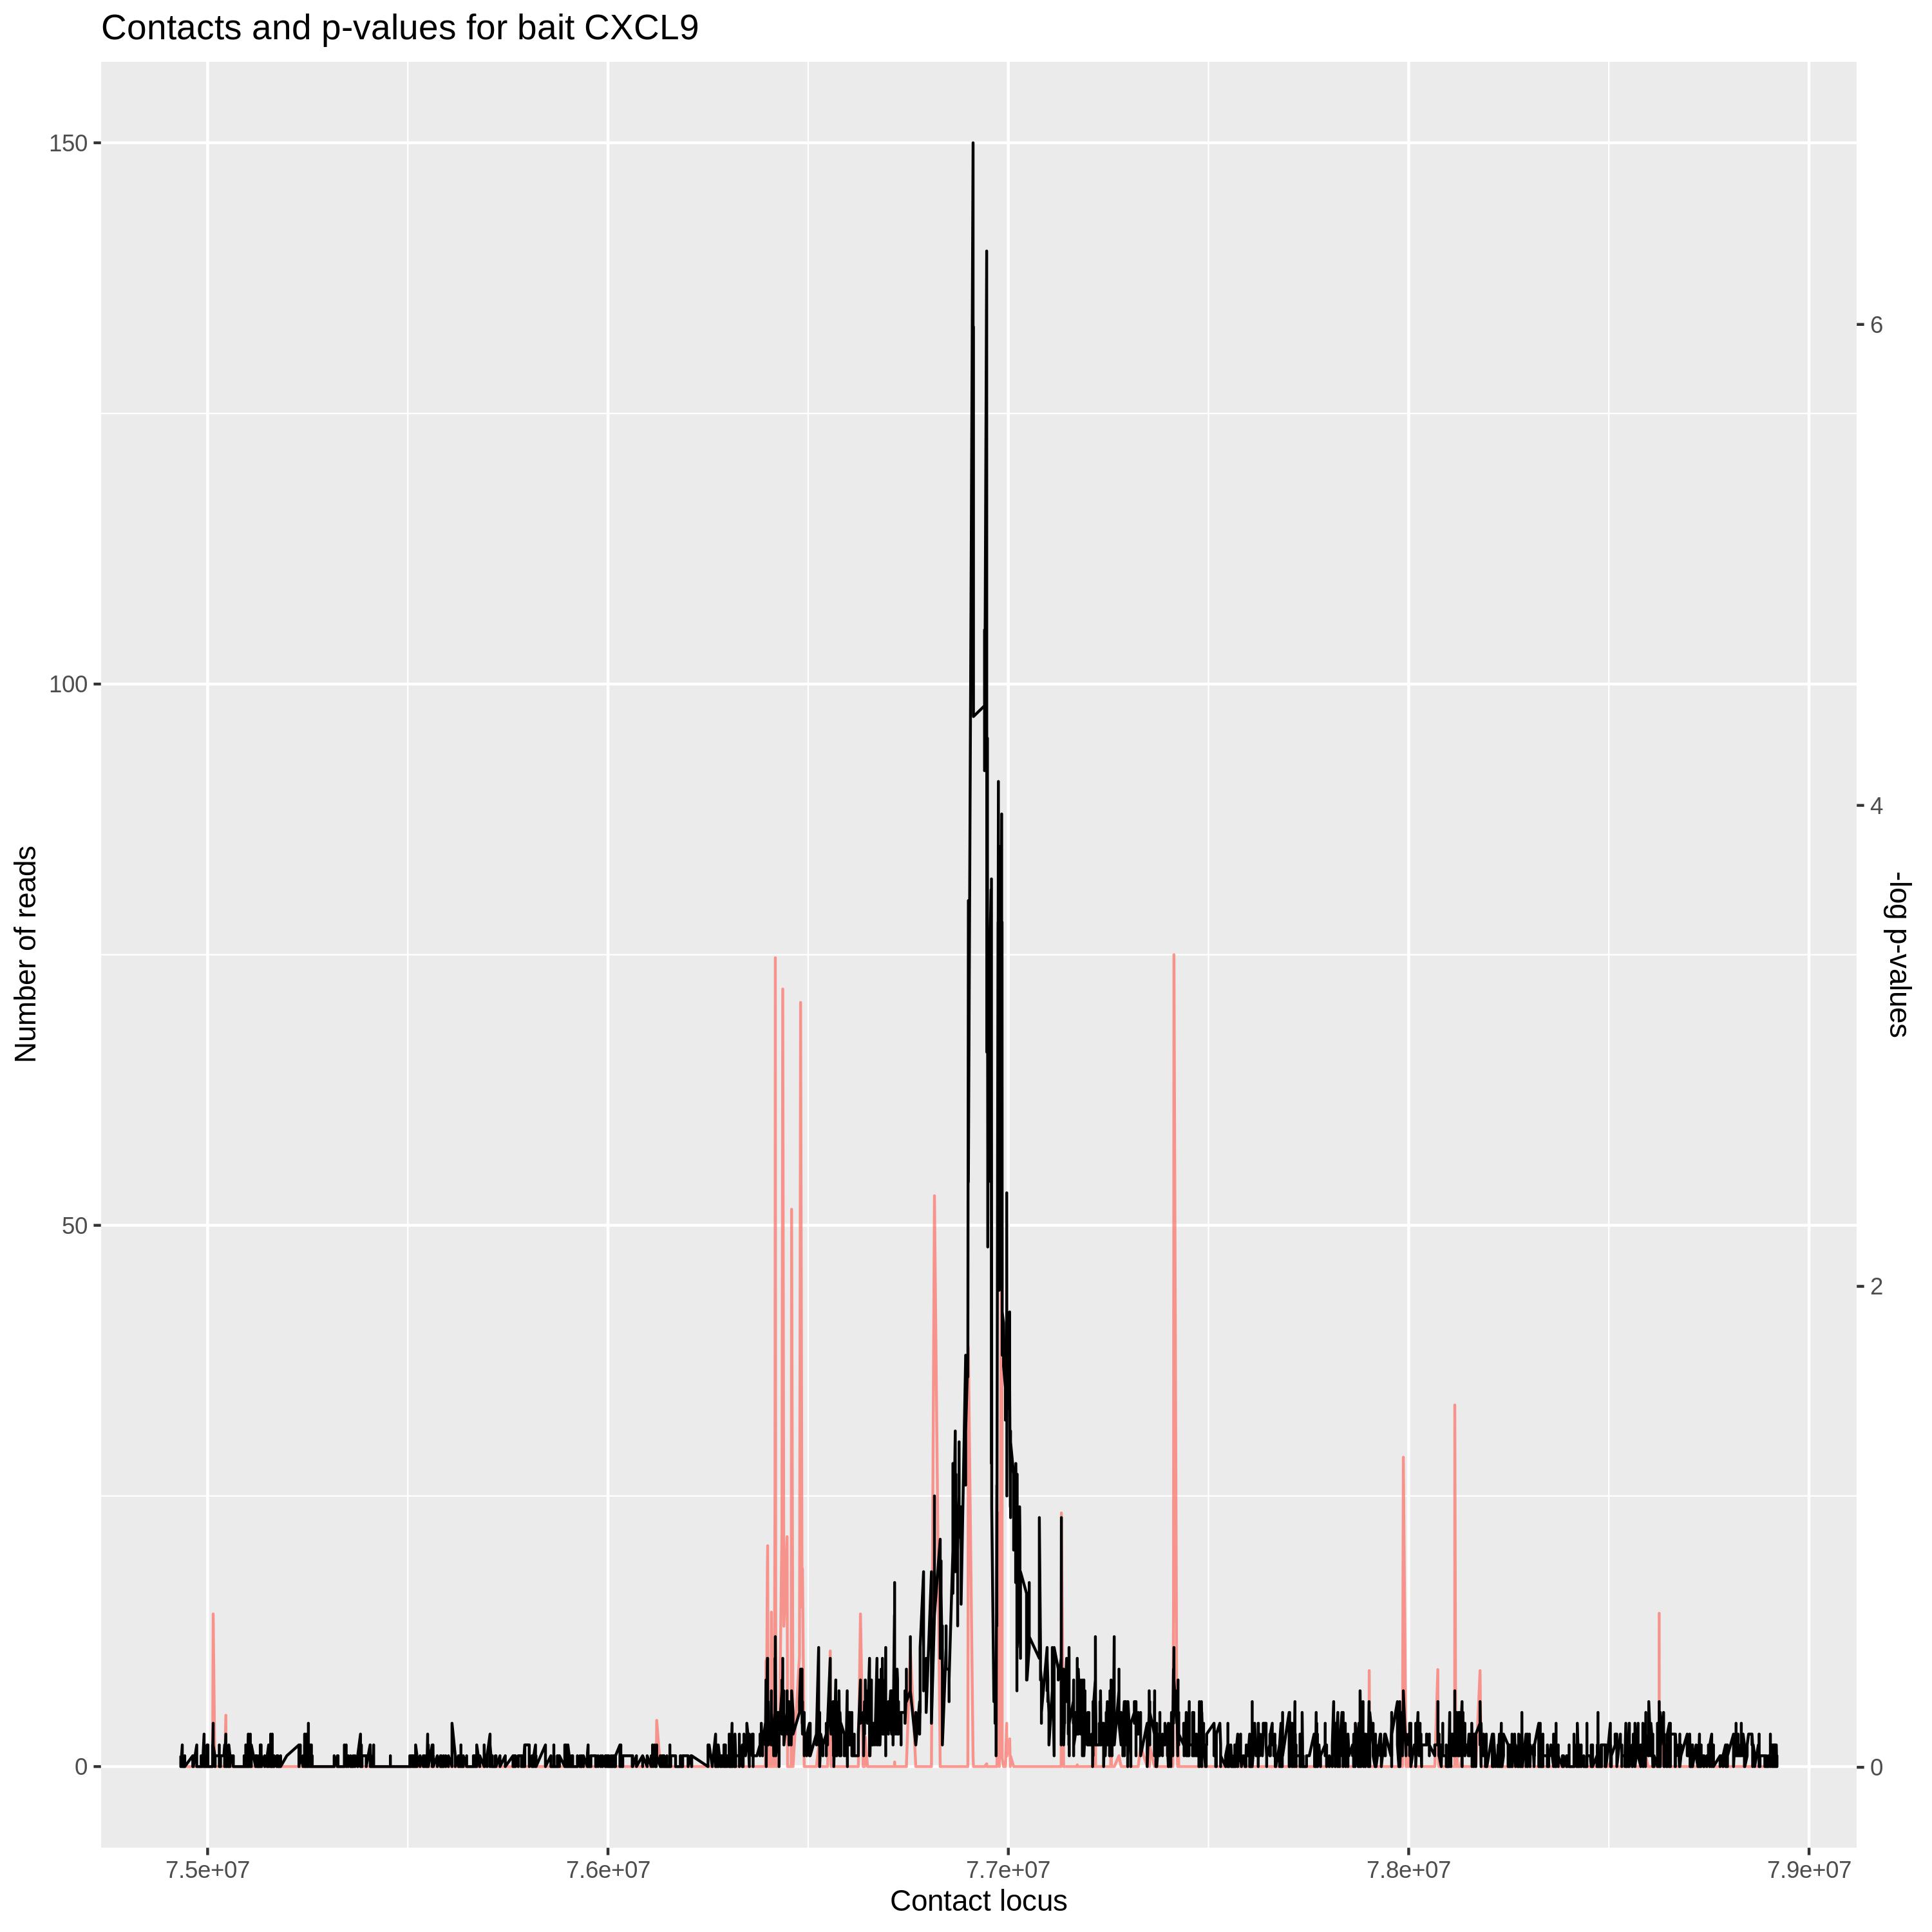 Contacts and p-values for bait CXCL9
150
100
50
0
Number of reads
6
4
2
0
-log p-values
7.5e+07 7.6e+07 7.7e+07 7.8e+07 7.9e+07
Contact locus